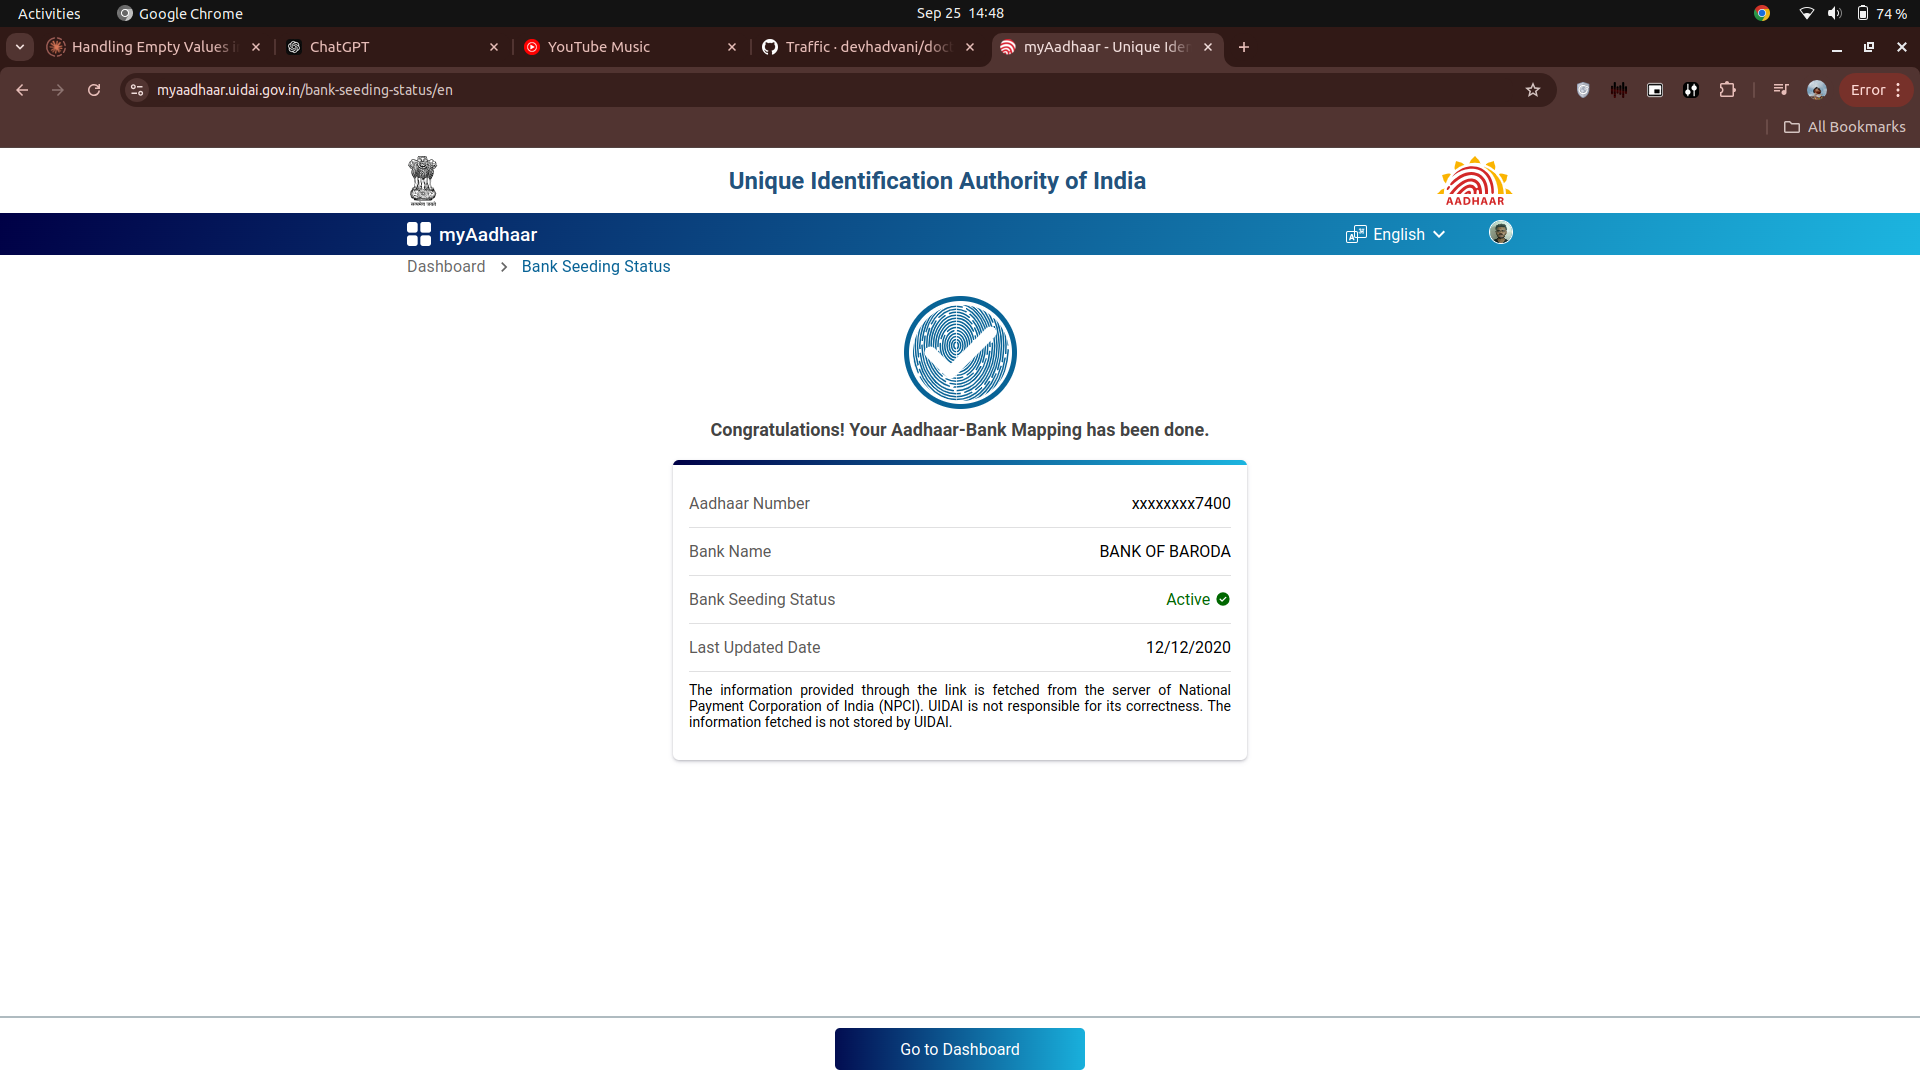 Activities Google Chrome Sep 25 14:48 74 %
Handling Empty Values i ChatGPT YouTube Music Traffic · devhadvani/doc myAadhaar - Unique Iden
myaadhaar.uidai.gov.in/bank-seeding-status/en Error
All Bookmarks
सत्यमेव जयते
Unique Identification Authority of India
AADHAAR
myAadhaar English
Dashboard Bank Seeding Status
Congratulations! Your Aadhaar-Bank Mapping has been done.
Aadhaar Number xxxxxxxx7400
Bank Name BANK OF BARODA
Bank Seeding Status Active
Last Updated Date 12/12/2020
The information provided through the link is fetched from the server of National
Payment Corporation of India (NPCI). UIDAI is not responsible for its correctness. The
information fetched is not stored by UIDAI.
Go to Dashboard